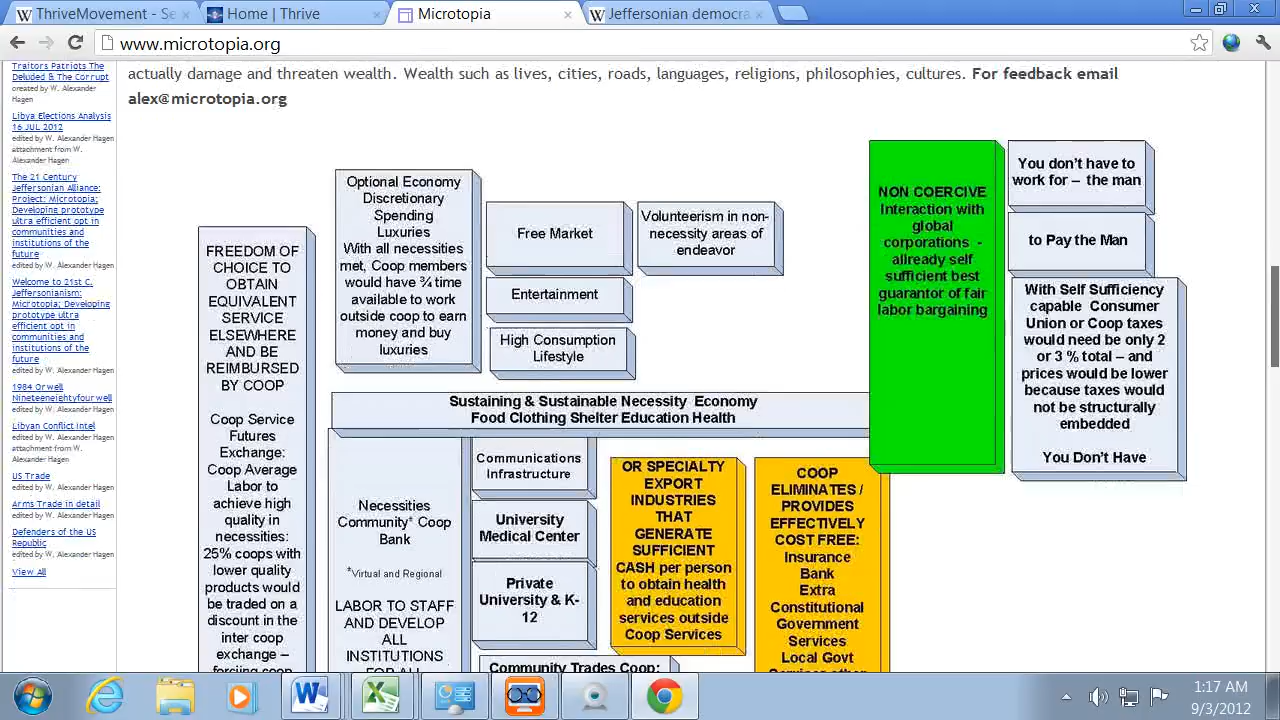 ThriveMovement - Se
Home | Thrive
Microtopia
Jeffersonian democra
www.microtopia.org
Traitors Patriots The
Deluded & The Corrupt
created by W. Alexander
Hagen
Libya Elections Analysis
16 JUL 2012
edited by W. Alexander Hagen
attachment from W.
Alexander Hagen
The 21 Century
Jeffersonian Alliance:
Project: Microtopia;
Developing prototype
ultra efficient opt in
communities and
institutions of the
future
edited by W. Alexander Hagen
Welcome to 21st C.
Jeffersonianism:
Microtopia; Developing
prototype ultra
efficient opt in
communities and
institutions of the
future
edited by W. Alexander Hagen
1984 Orwell
Nineteeneightyfour well
edited by W. Alexander Hagen
Libyan Conflict Intel
edited by W. Alexander Hagen
attachment from W.
Alexander Hagen
US Trade
edited by W. Alexander Hagen
Arms Trade in detail
edited by W. Alexander Hagen
Defenders of the US
Republic
edited by W. Alexander Hagen
View All
actually damage and threaten wealth. Wealth such as lives, cities, roads, languages, religions, philosophies, cultures. For feedback email
alex@microtopia.org
FREEDOM OF
CHOICE TO
OBTAIN
EQUIVALENT
SERVICE
ELSEWHERE
AND BE
REIMBURSED
BY COOP
Coop Service
Futures
Exchange:
Coop Average
Labor to
achieve high
quality in
necessities:
25% coops with
lower quality
products would
be traded on a
discount in the
inter coop
exchange –
forcing coop
Optional Economy
Discretionary
Spending
Luxuries
With all necessities
met, Coop members
would have ¾ time
available to work
outside coop to earn
money and buy
luxuries
Free Market
Entertainment
High Consumption
Lifestyle
Volunteerism in non-
necessity areas of
endeavor
NON COERCIVE
Interaction with
global
corporations -
allready self
sufficient best
guarantor of fair
labor bargaining
You don't have to
work for – the man
to Pay the Man
With Self Sufficiency
capable Consumer
Union or Coop taxes
would need be only 2
or 3 % total – and
prices would be lower
because taxes would
not be structurally
embedded
You Don't Have
Sustaining & Sustainable Necessity Economy
Food Clothing Shelter Education Health
Necessities
Community* Coop
Bank
*Virtual and Regional
LABOR TO STAFF
AND DEVELOP
ALL
INSTITUTIONS
FOR ALL
Communications
Infrastructure
University
Medical Center
Private
University & K-
12
Community Trades Coop:
OR SPECIALTY
EXPORT
INDUSTRIES
THAT
GENERATE
SUFFICIENT
CASH per person
to obtain health
and education
services outside
Coop Services
COOP
ELIMINATES /
PROVIDES
EFFECTIVELY
COST FREE:
Insurance
Bank
Extra
Constitutional
Government
Services
Local Govt
Services other
1:17 AM
9/3/2012